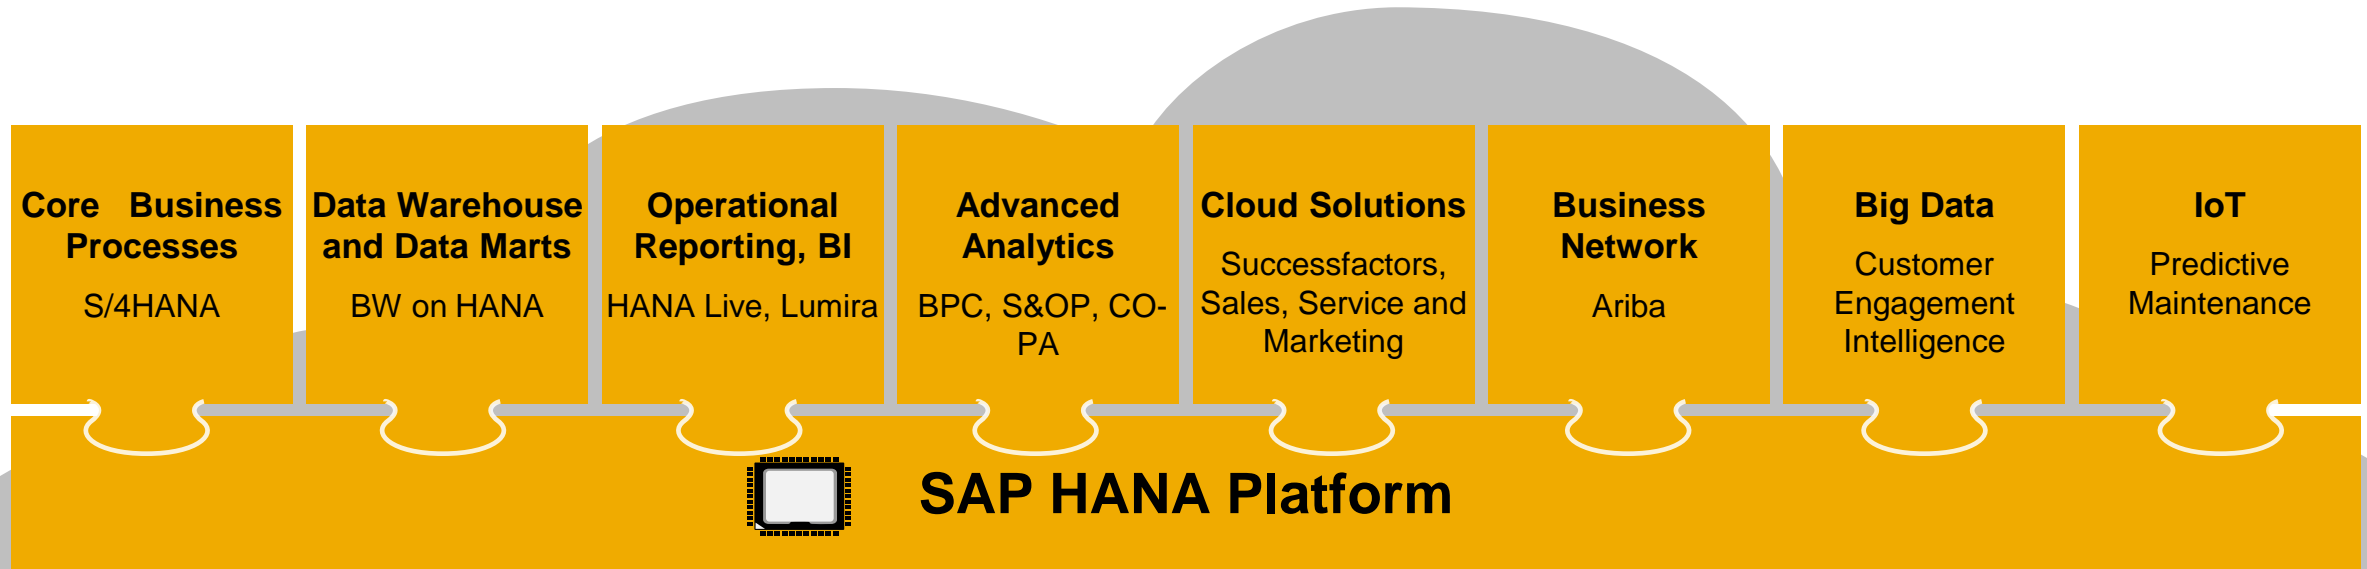 Core Business
Processes
S/4HANA
Data Warehouse
and Data Marts
BW on HANA
Operational
Reporting, BI
HANA Live, Lumira
Advanced
Analytics
BPC, S&OP, CO-
PA
Cloud Solutions
Successfactors,
Sales, Service and
Marketing
Business
Network
Ariba
Big Data
Customer
Engagement
Intelligence
IoT
Predictive
Maintenance
SAP HANA Platform